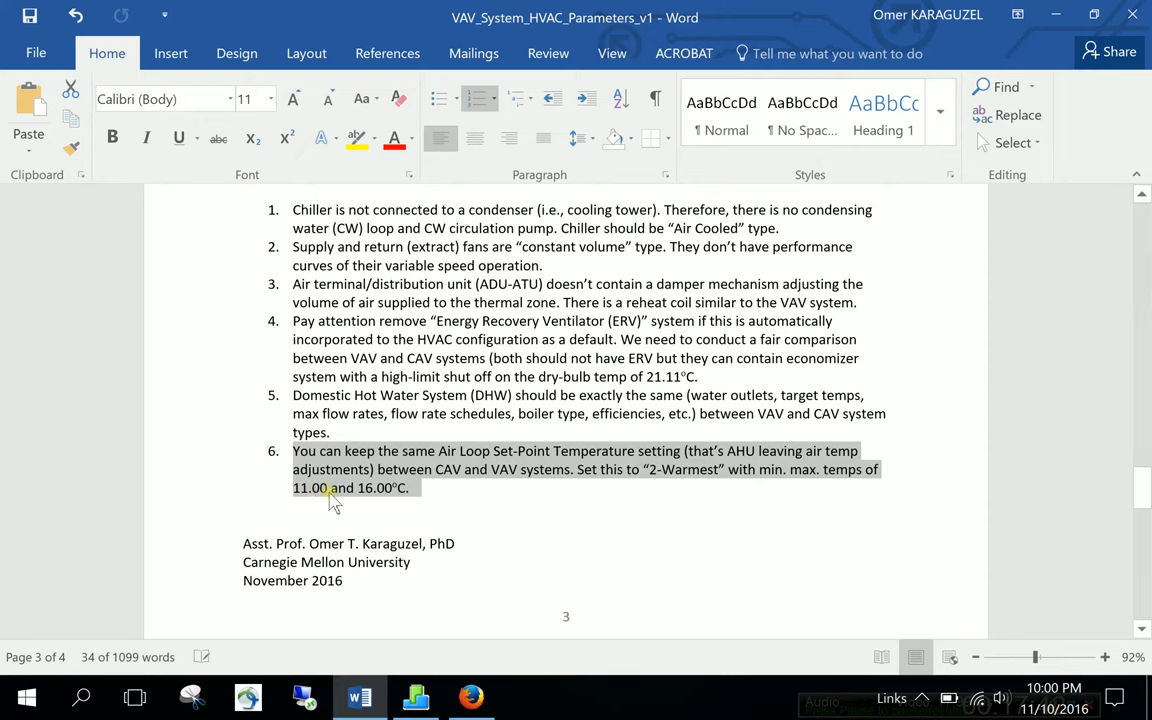 VAV_System_HVAC_Parameters_v1 - Word
Omer KARAGUZEL
File Home Insert Design Layout References Mailings Review View ACROBAT Tell me what you want to do Share
Paste
Calibri (Body) 11 Aa
B I U abc X₂ X² A A
AaBbCcDd AaBbCcDd AaBbCc
¶ Normal ¶ No Spac... Heading 1
Find
Replace
Select
Clipboard Font Paragraph Styles Editing
1. Chiller is not connected to a condenser (i.e., cooling tower). Therefore, there is no condensing
water (CW) loop and CW circulation pump. Chiller should be “Air Cooled” type.
2. Supply and return (extract) fans are “constant volume” type. They don’t have performance
curves of their variable speed operation.
3. Air terminal/distribution unit (ADU-ATU) doesn’t contain a damper mechanism adjusting the
volume of air supplied to the thermal zone. There is a reheat coil similar to the VAV system.
4. Pay attention remove “Energy Recovery Ventilator (ERV)” system if this is automatically
incorporated to the HVAC configuration as a default. We need to conduct a fair comparison
between VAV and CAV systems (both should not have ERV but they can contain economizer
system with a high-limit shut off on the dry-bulb temp of 21.11ºC.
5. Domestic Hot Water System (DHW) should be exactly the same (water outlets, target temps,
max flow rates, flow rate schedules, boiler type, efficiencies, etc.) between VAV and CAV system
types.
6. You can keep the same Air Loop Set-Point Temperature setting (that’s AHU leaving air temp
adjustments) between CAV and VAV systems. Set this to “2-Warmest” with min. max. temps of
11.00 and 16.00ºC.
Asst. Prof. Omer T. Karaguzel, PhD
Carnegie Mellon University
November 2016
3
Page 3 of 4 34 of 1099 words 92%
Links
10:00 PM
11/10/2016
Audio